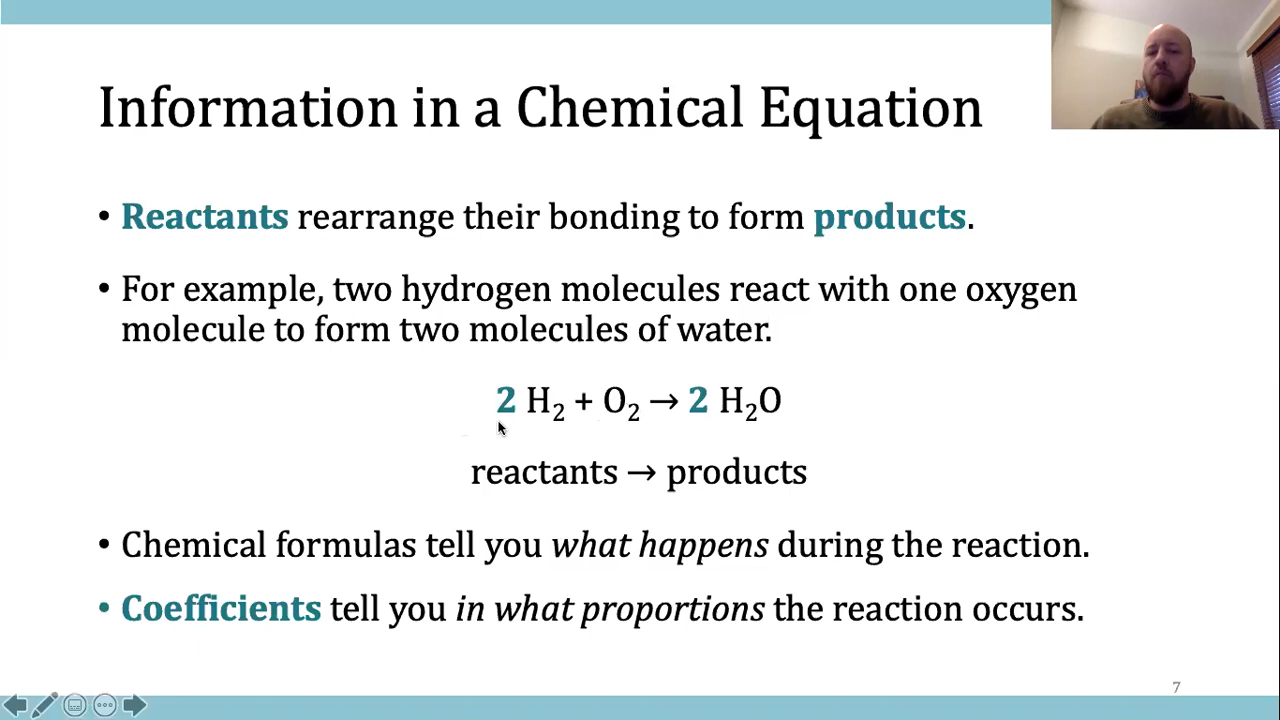 Information in a Chemical Equation
• Reactants rearrange their bonding to form products.
• For example, two hydrogen molecules react with one oxygen
molecule to form two molecules of water.
2 H₂ + O₂ → 2 H₂O
reactants → products
• Chemical formulas tell you what happens during the reaction.
• Coefficients tell you in what proportions the reaction occurs.
7